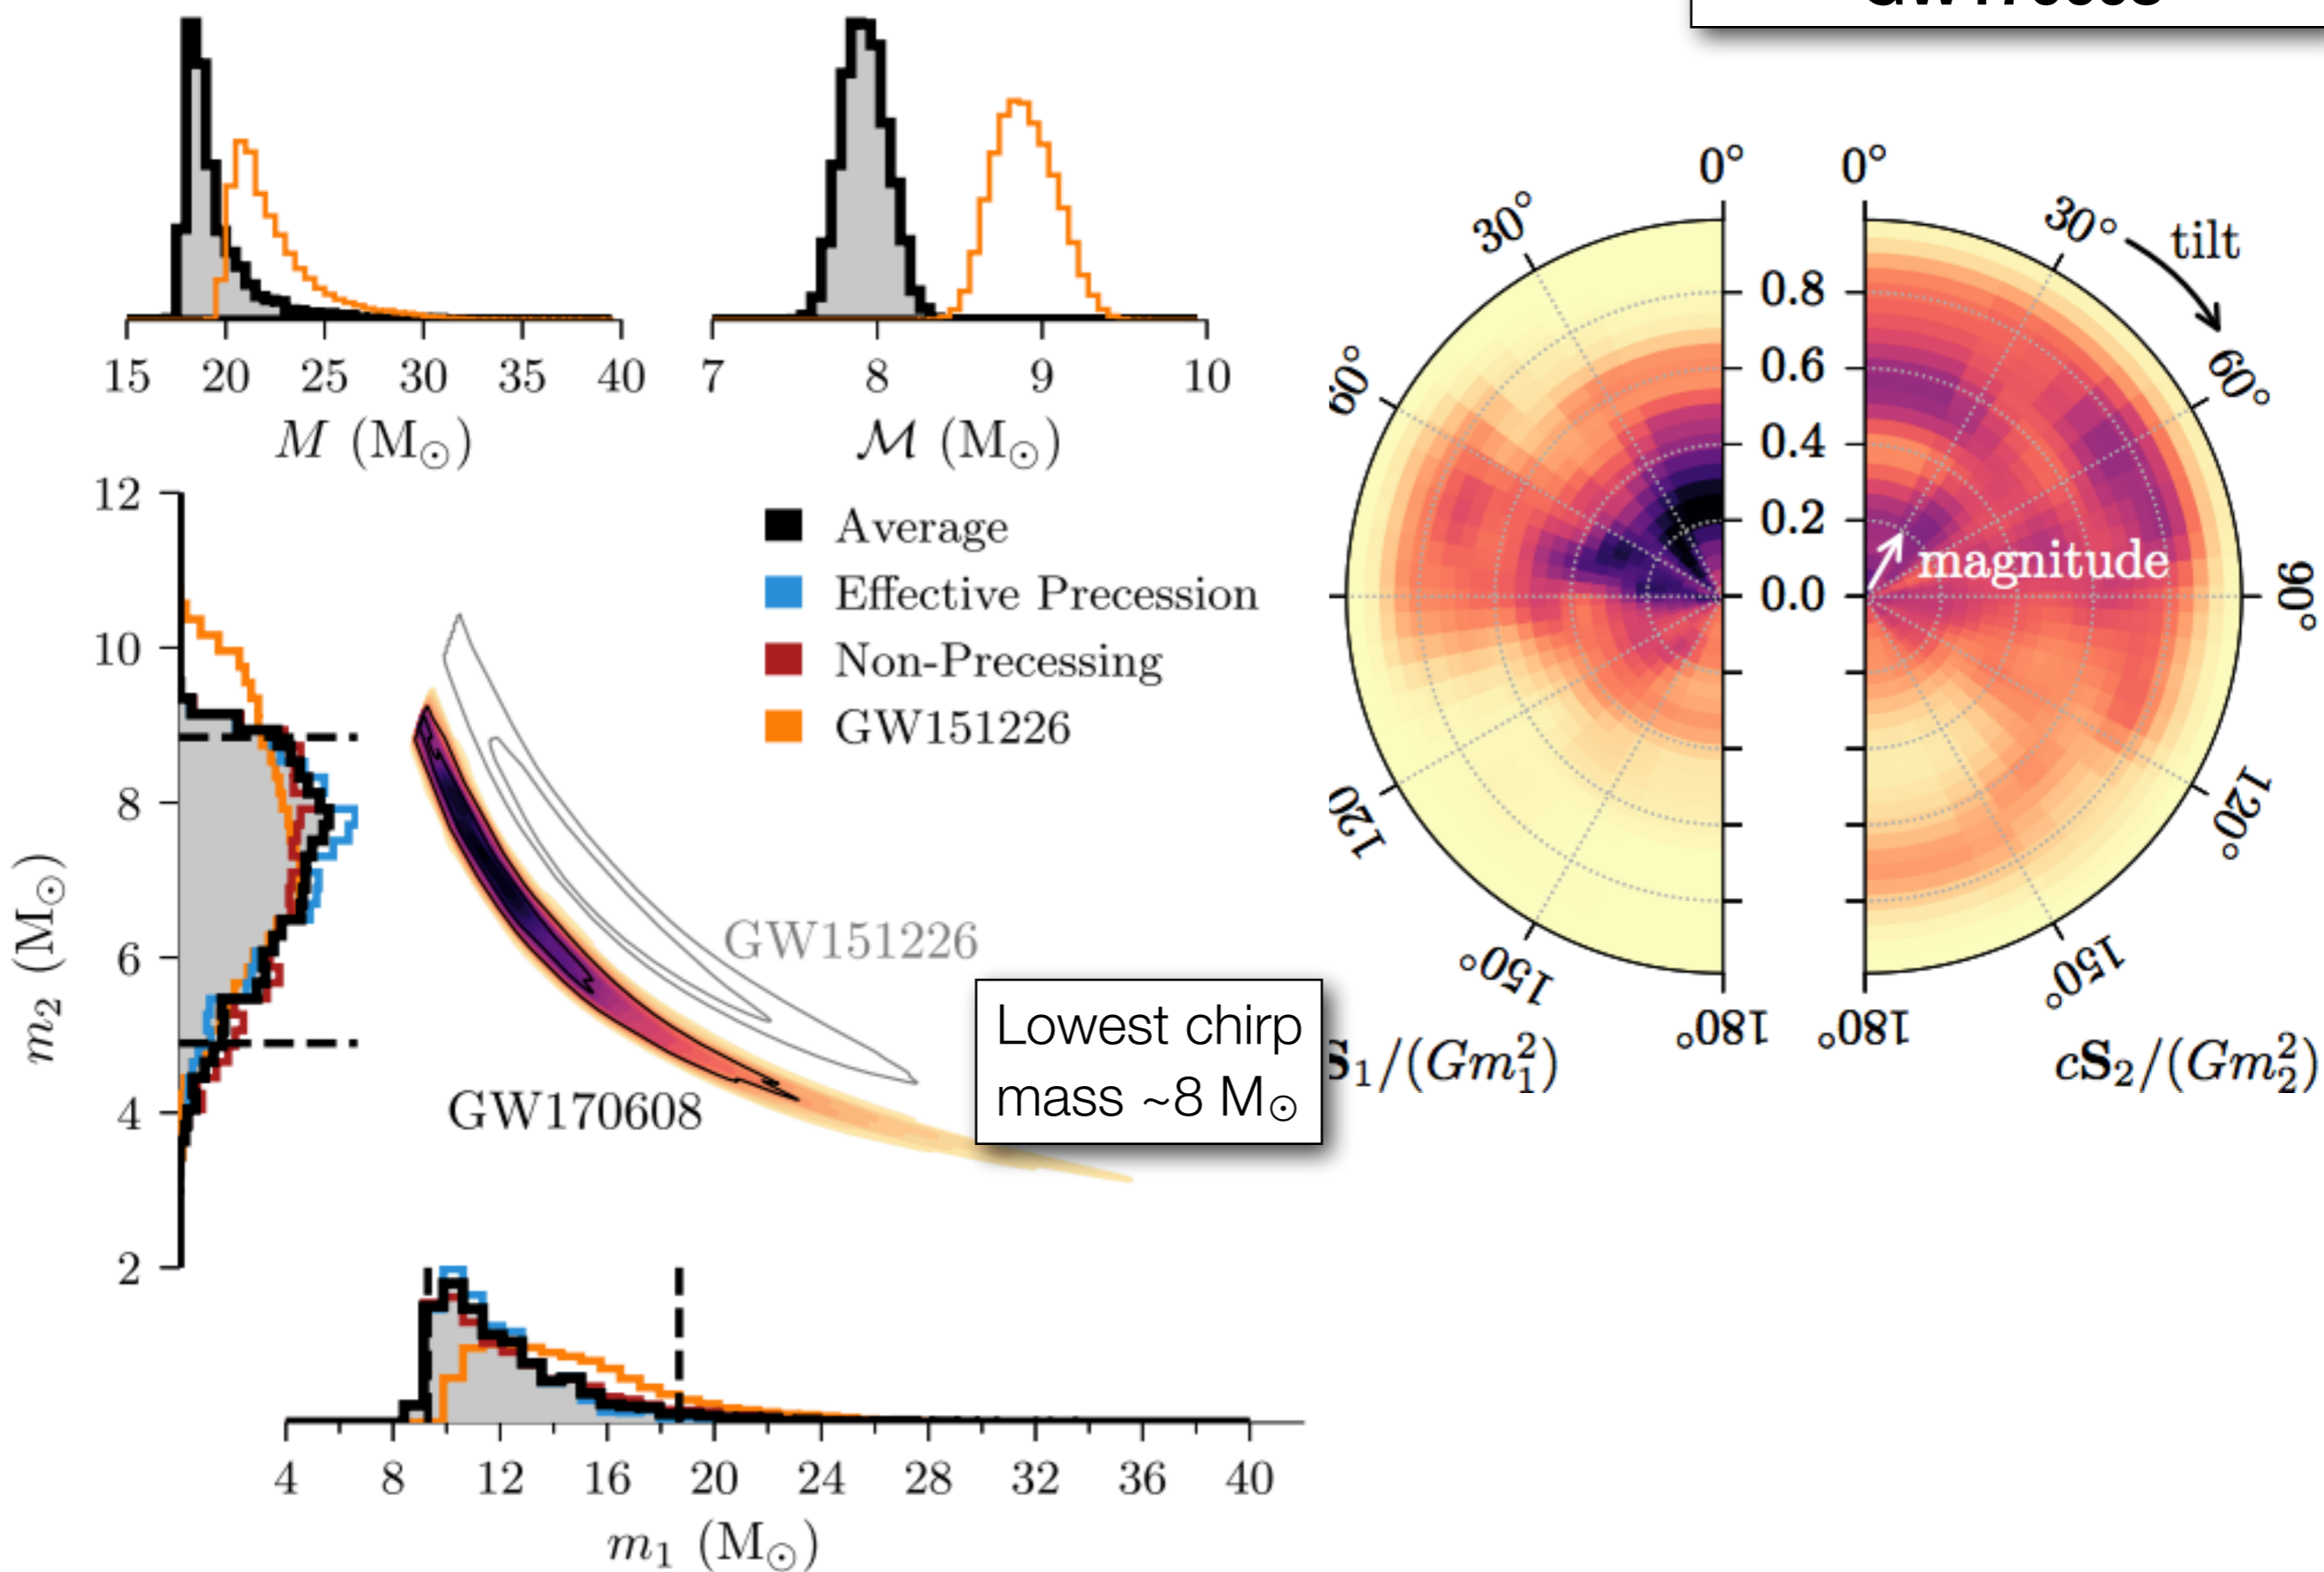 GW170608
15 20 25 30 35 40
M (M☉)
7 8 9 10
ℳ (M☉)
12
10
8
6
4
2
m₂ (M☉)
Average
Effective Precession
Non-Precessing
GW151226
GW151226
GW170608
Lowest chirp
mass ~8 M☉
4 8 12 16 20 24 28 32 36 40
m₁ (M☉)
0° 0°
30° 30°
tilt
60° 60°
0.8
0.6
0.4
0.2
0.0
magnitude
90°
120 120°
150° 150°
180° 180°
S₁/(Gm₁²) cS₂/(Gm₂²)